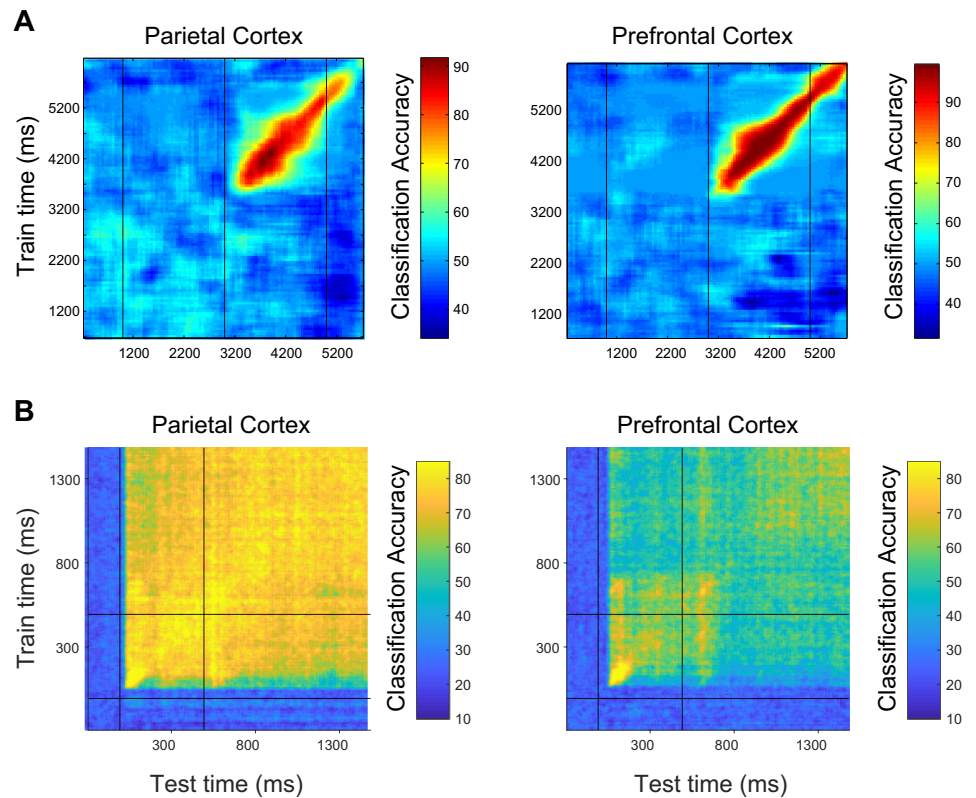 A
Parietal Cortex
Prefrontal Cortex
Train time (ms)
5200
4200
3200
2200
1200
1200 2200 3200 4200 5200
Classification Accuracy
90
80
70
60
50
40
5200
4200
3200
2200
1200
1200 2200 3200 4200 5200
Classification Accuracy
90
80
70
60
50
40
B
Parietal Cortex
Prefrontal Cortex
Train time (ms)
1300
800
300
300 800 1300
Test time (ms)
Classification Accuracy
80
70
60
50
40
30
20
10
1300
800
300
300 800 1300
Test time (ms)
Classification Accuracy
80
70
60
50
40
30
20
10